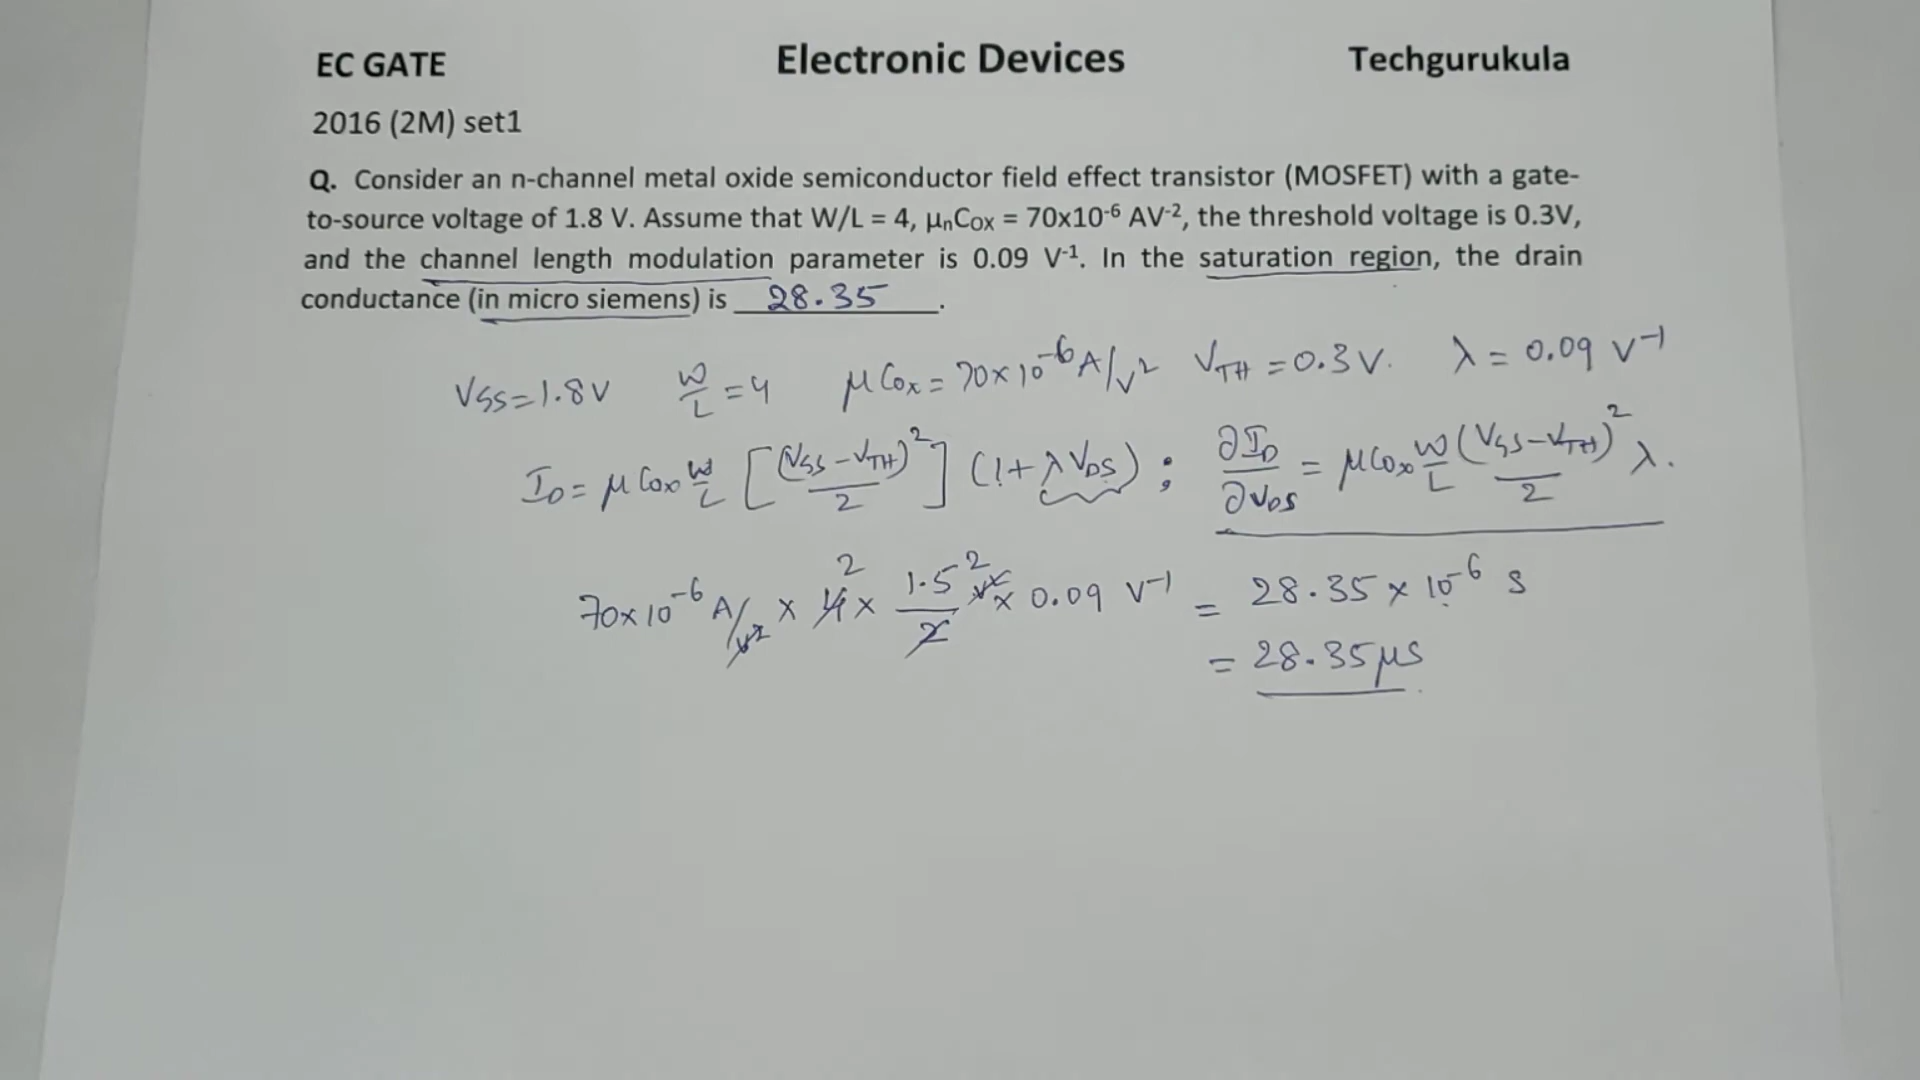 EC GATE Electronic Devices Techgurukula
2016 (2M) set1
Q. Consider an n-channel metal oxide semiconductor field effect transistor (MOSFET) with a gate-
to-source voltage of 1.8 V. Assume that W/L = 4, μₙCox = 70x10⁻⁶ AV⁻², the threshold voltage is 0.3V,
and the channel length modulation parameter is 0.09 V⁻¹. In the saturation region, the drain
conductance (in micro siemens) is 28.35.
VGS=1.8V W/L=4 μCox=70×10⁻⁶A/V² VTH=0.3V. λ=0.09 V⁻¹
ID=μCox W/L [(VGS-VTH)²/2] (1+λVDS); ∂ID/∂VDS = μCox W/L (VGS-VTH)²/2 λ.
70×10⁻⁶ A/V² × 4 2 × 1.5² V²/2 × 0.09 V⁻¹ = 28.35×10⁻⁶ S
= 28.35μS